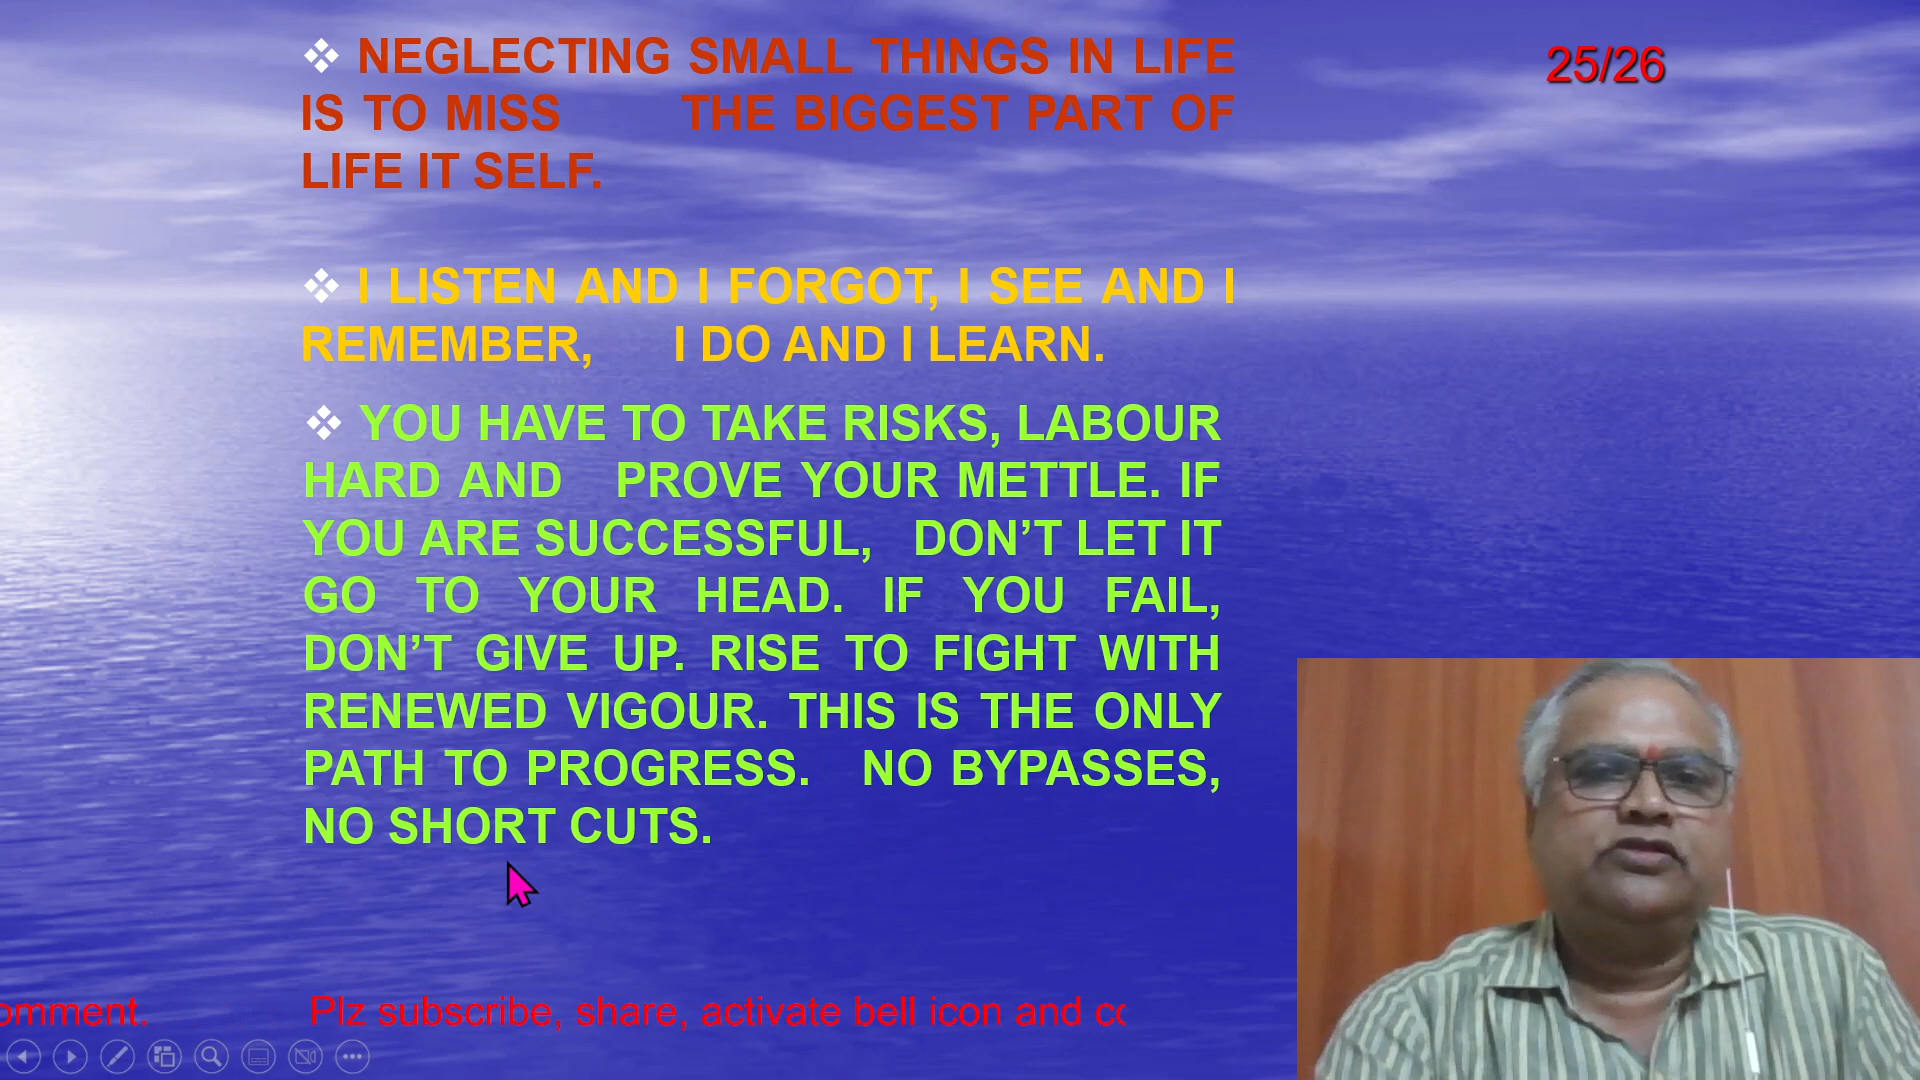 ❖ NEGLECTING SMALL THINGS IN LIFE
IS TO MISS THE BIGGEST PART OF
LIFE IT SELF.
25/26
❖ I LISTEN AND I FORGOT, I SEE AND I
REMEMBER, I DO AND I LEARN.
❖ YOU HAVE TO TAKE RISKS, LABOUR
HARD AND PROVE YOUR METTLE. IF
YOU ARE SUCCESSFUL, DON’T LET IT
GO TO YOUR HEAD. IF YOU FAIL,
DON’T GIVE UP. RISE TO FIGHT WITH
RENEWED VIGOUR. THIS IS THE ONLY
PATH TO PROGRESS. NO BYPASSES,
NO SHORT CUTS.
omment. Plz subscribe, share, activate bell icon and co